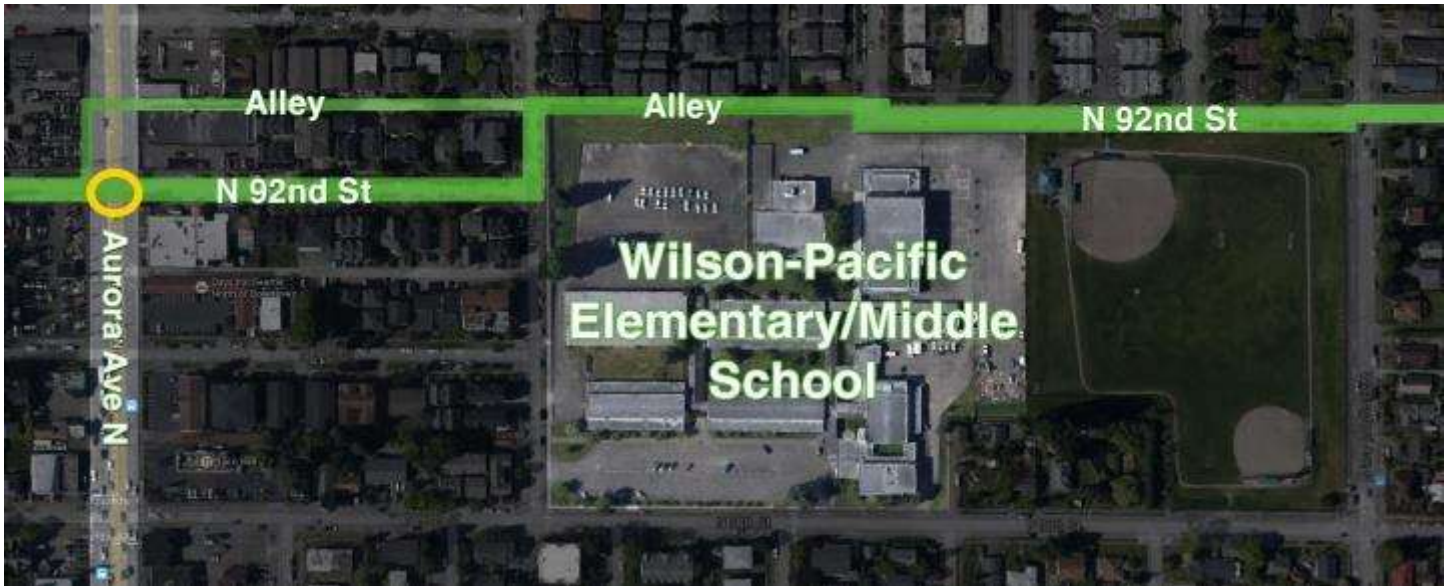 Alley
Alley
N 92nd St
N 92nd St
Aurora Ave N
Wilson-Pacific
Elementary/Middle
School